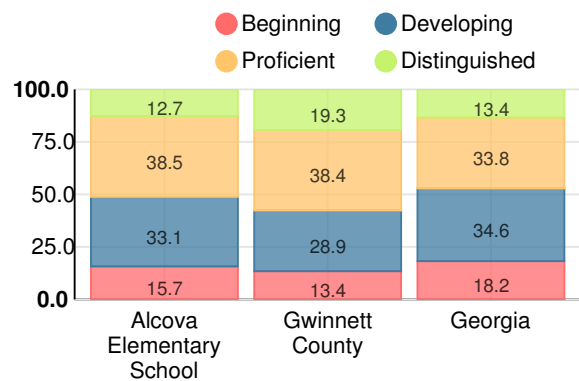 Beginning
Developing
Proficient
Distinguished
100.0
75.0
50.0
25.0
0.0
12.7
38.5
33.1
15.7
19.3
38.4
28.9
13.4
13.4
33.8
34.6
18.2
Alcova
Elementary
School
Gwinnett
County
Georgia